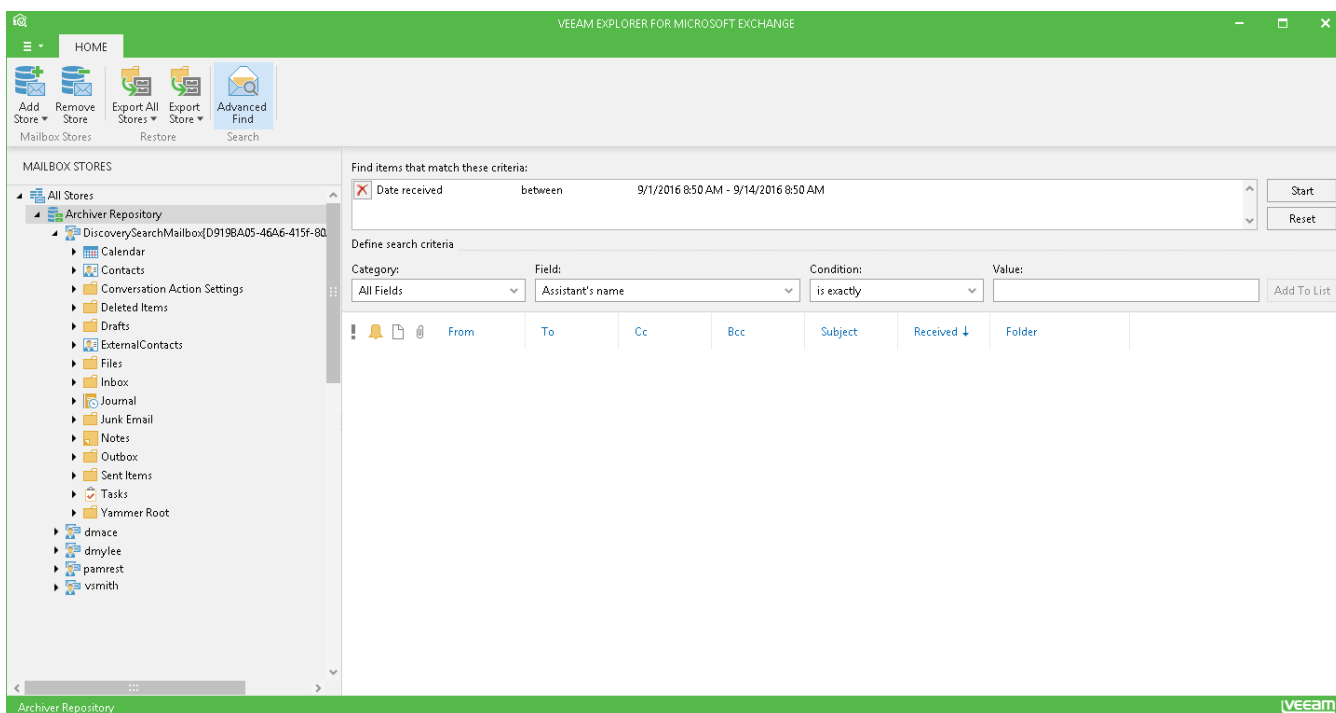 VEEAM EXPLORER FOR MICROSOFT EXCHANGE
HOME
Add Store
Remove Store
Export All Stores
Export Store
Advanced Find
Mailbox Stores
Restore
Search
MAILBOX STORES
All Stores
Archiver Repository
DiscoverySearchMailbox{D919BA05-46A6-415f-80
Calendar
Contacts
Conversation Action Settings
Deleted Items
Drafts
ExternalContacts
Files
Inbox
Journal
Junk Email
Notes
Outbox
Sent Items
Tasks
Yammer Root
dmace
dmylee
pamrest
vsmith
Find items that match these criteria:
Date received between 9/1/2016 8:50 AM - 9/14/2016 8:50 AM
Start
Reset
Define search criteria
Category: Field: Condition: Value:
All Fields Assistant's name is exactly Add To List
From To Cc Bcc Subject Received Folder
Archiver Repository
veeam